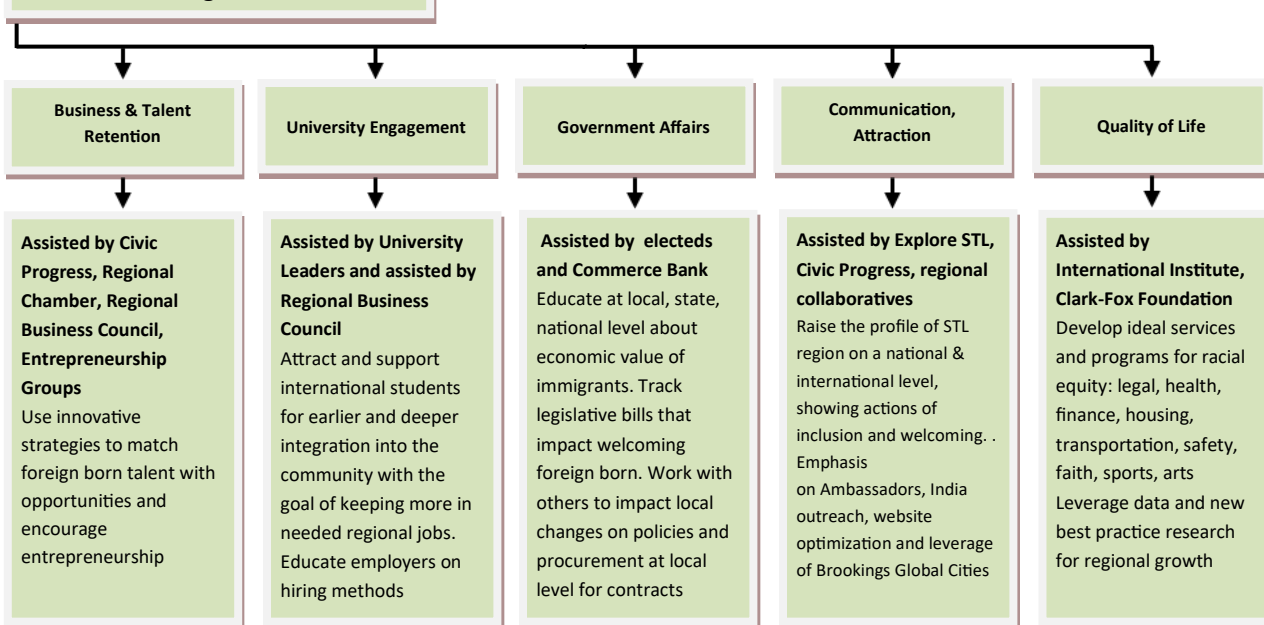 Business & Talent
Retention
University Engagement
Government Affairs
Communication,
Attraction
Quality of Life
Assisted by Civic
Progress, Regional
Chamber, Regional
Business Council,
Entrepreneurship
Groups
Use innovative
strategies to match
foreign born talent with
opportunities and
encourage
entrepreneurship
Assisted by University
Leaders and assisted by
Regional Business
Council
Attract and support
international students
for earlier and deeper
integration into the
community with the
goal of keeping more in
needed regional jobs.
Educate employers on
hiring methods
Assisted by electeds
and Commerce Bank
Educate at local, state,
national level about
economic value of
immigrants. Track
legislative bills that
impact welcoming
foreign born. Work with
others to impact local
changes on policies and
procurement at local
level for contracts
Assisted by Explore STL,
Civic Progress, regional
collaboratives
Raise the profile of STL
region on a national &
international level,
showing actions of
inclusion and welcoming. .
Emphasis
on Ambassadors, India
outreach, website
optimization and leverage
of Brookings Global Cities
Assisted by
International Institute,
Clark-Fox Foundation
Develop ideal services
and programs for racial
equity: legal, health,
finance, housing,
transportation, safety,
faith, sports, arts
Leverage data and new
best practice research
for regional growth